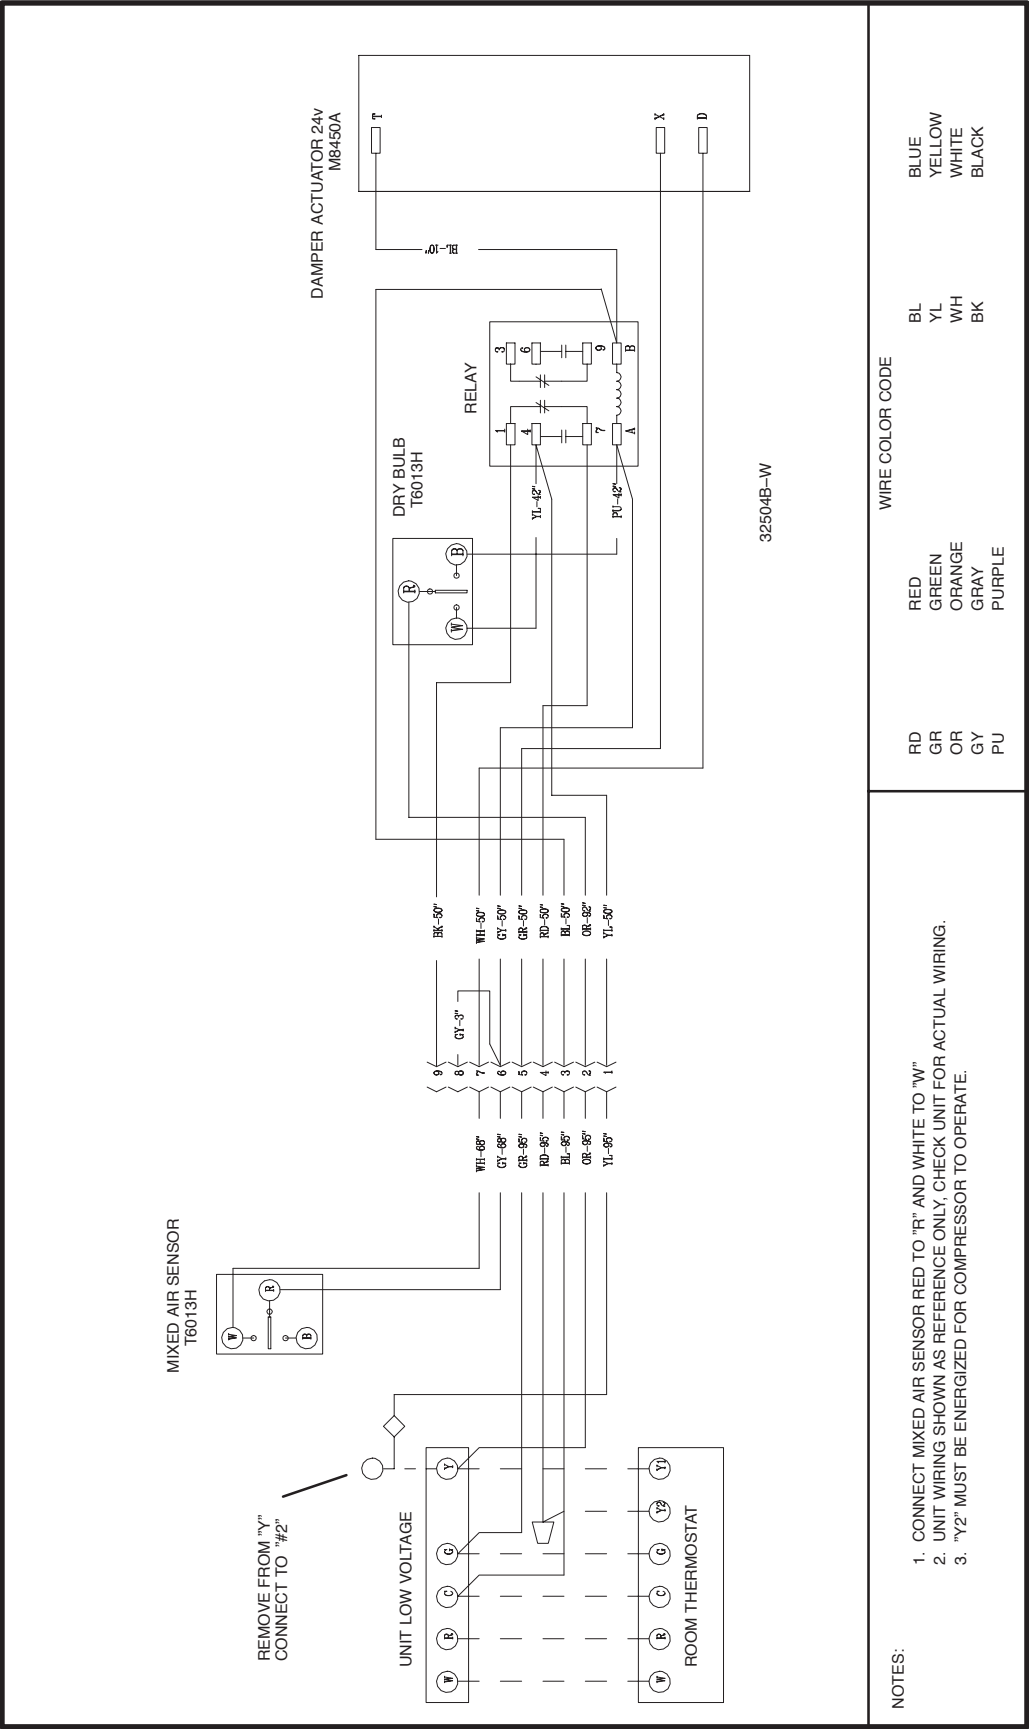 DAMPER ACTUATOR 24v
M8450A
T
X
D
BL-10"
RELAY
3
6
9
B
1
4
7
A
DRY BULB
T6013H
R
B
W
YL-42"
PU-42"
32504B-W
BK-50"
WH-50"
GY-50"
GR-50"
RD-50"
BL-50"
OR-92"
YL-50"
GY-3"
9
8
7
6
5
4
3
2
1
WH-68"
GY-68"
GR-95"
RD-95"
BL-95"
OR-95"
YL-95"
MIXED AIR SENSOR
T6013H
W
R
B
REMOVE FROM "Y"
CONNECT TO "#2"
UNIT LOW VOLTAGE
W
R
C
G
Y
ROOM THERMOSTAT
W
R
C
G
Y2
Y1
NOTES:
1. CONNECT MIXED AIR SENSOR RED TO "R" AND WHITE TO "W"
2. UNIT WIRING SHOWN AS REFERENCE ONLY, CHECK UNIT FOR ACTUAL WIRING.
3. "Y2" MUST BE ENERGIZED FOR COMPRESSOR TO OPERATE.
WIRE COLOR CODE
RD RED BL BLUE
GR GREEN YL YELLOW
OR ORANGE WH WHITE
GY GRAY BK BLACK
PU PURPLE